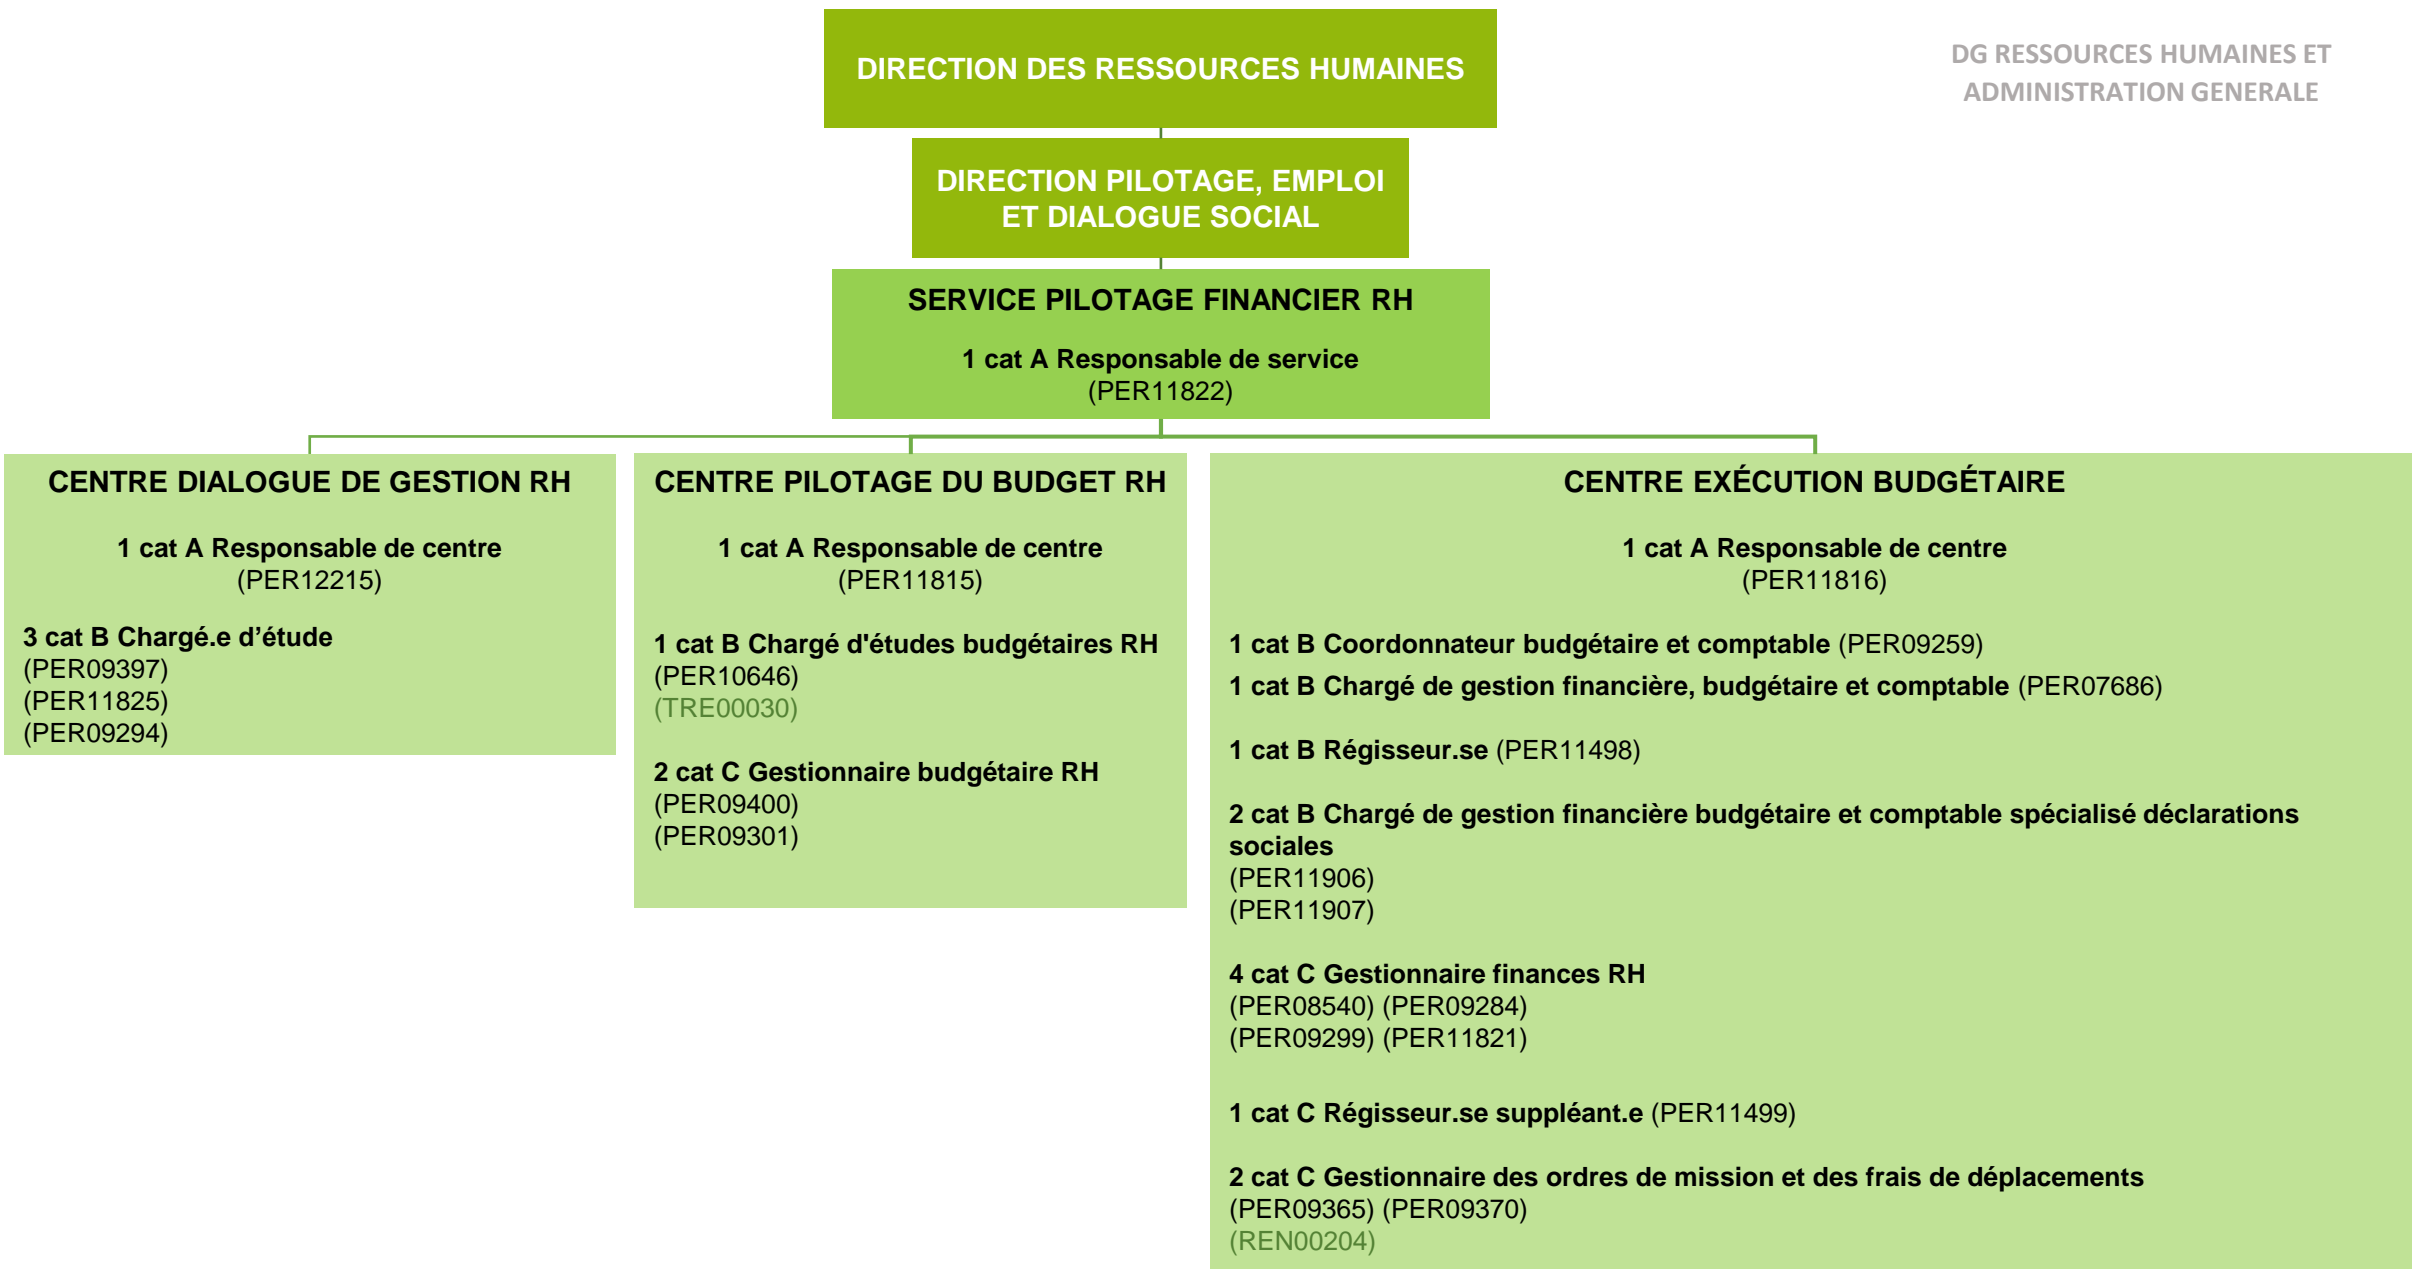 DIRECTION DES RESSOURCES HUMAINES
DG RESSOURCES HUMAINES ET
ADMINISTRATION GENERALE
DIRECTION PILOTAGE, EMPLOI
ET DIALOGUE SOCIAL
SERVICE PILOTAGE FINANCIER RH
1 cat A Responsable de service
(PER11822)
CENTRE DIALOGUE DE GESTION RH
1 cat A Responsable de centre
(PER12215)
3 cat B Chargé.e d’étude
(PER09397)
(PER11825)
(PER09294)
CENTRE PILOTAGE DU BUDGET RH
1 cat A Responsable de centre
(PER11815)
1 cat B Chargé d'études budgétaires RH
(PER10646)
(TRE00030)
2 cat C Gestionnaire budgétaire RH
(PER09400)
(PER09301)
CENTRE EXÉCUTION BUDGÉTAIRE
1 cat A Responsable de centre
(PER11816)
1 cat B Coordonnateur budgétaire et comptable (PER09259)
1 cat B Chargé de gestion financière, budgétaire et comptable (PER07686)
1 cat B Régisseur.se (PER11498)
2 cat B Chargé de gestion financière budgétaire et comptable spécialisé déclarations
sociales
(PER11906)
(PER11907)
4 cat C Gestionnaire finances RH
(PER08540) (PER09284)
(PER09299) (PER11821)
1 cat C Régisseur.se suppléant.e (PER11499)
2 cat C Gestionnaire des ordres de mission et des frais de déplacements
(PER09365) (PER09370)
(REN00204)